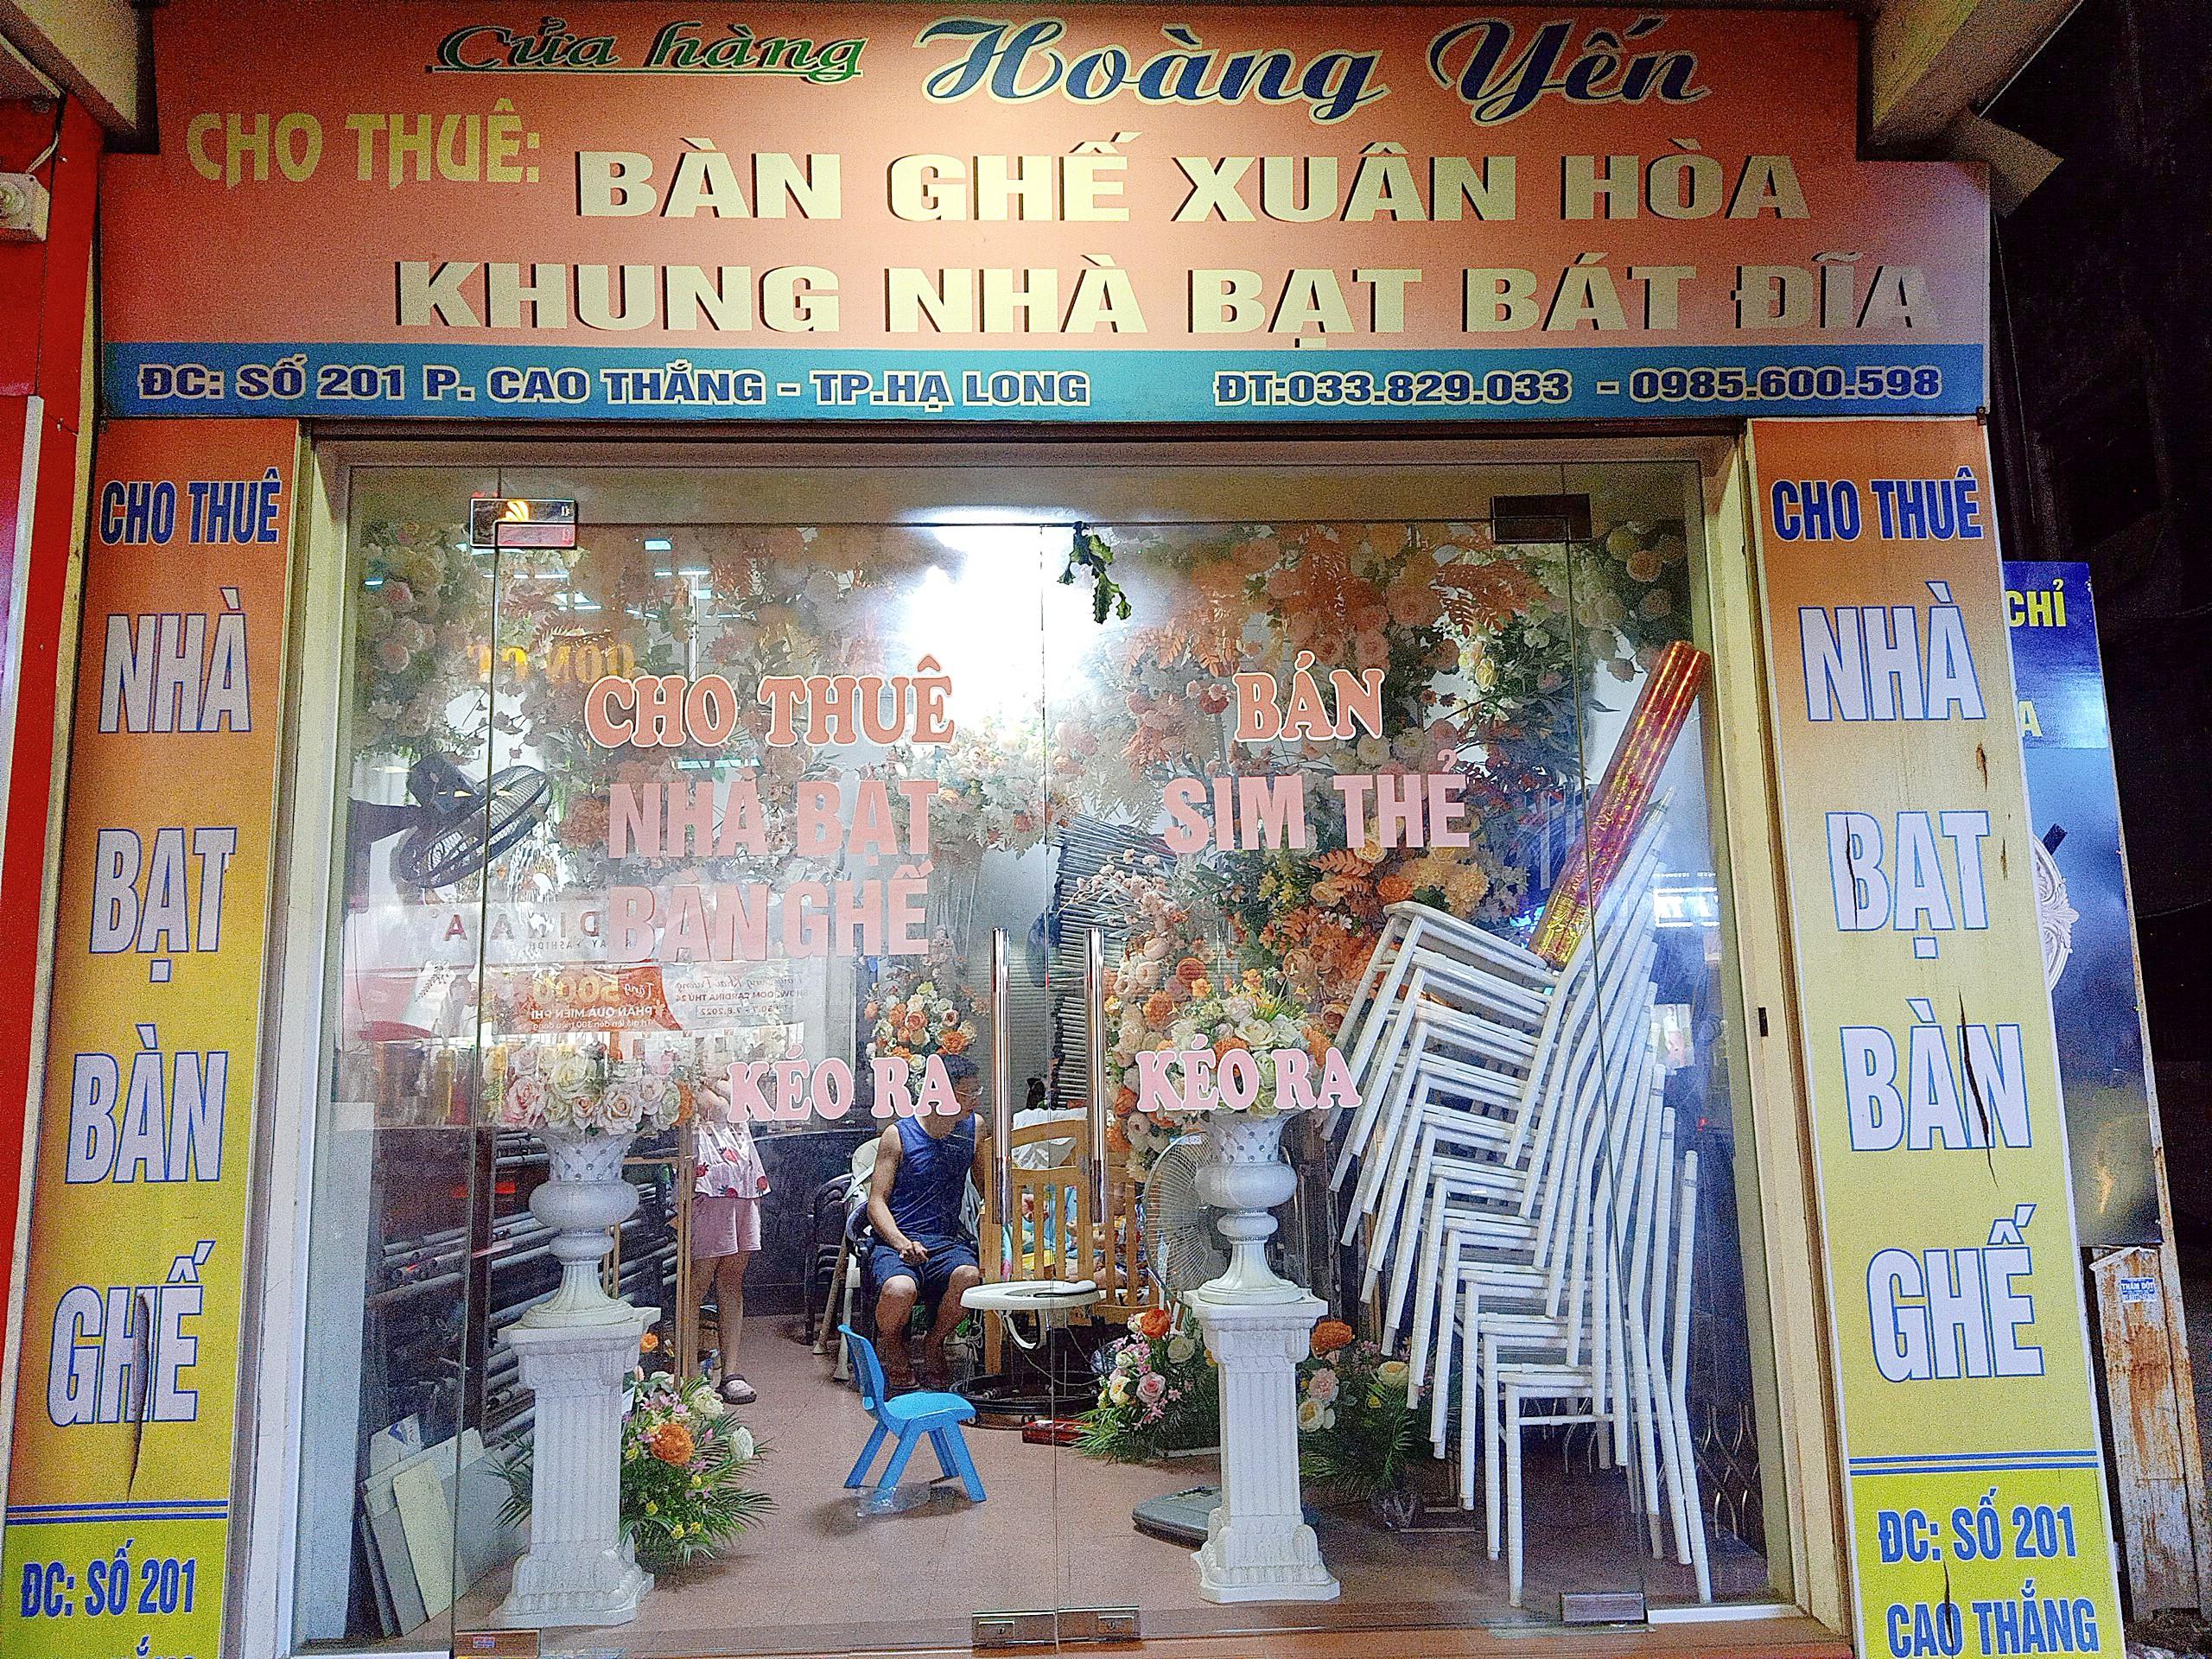 Cửa hàng Hoàng Yến
CHO THUÊ:
BÀN GHẾ XUÂN HÒA
KHUNG NHÀ BẠT BÁT ĐĨA
ĐC: SỐ 201 P. CAO THẮNG - TP.HẠ LONG ĐT:033.829.033 - 0985.600.598
CHO THUÊ
NHÀ
BẠT
BÀN
GHẾ
ĐC: SỐ 201
CHO THUÊ
NHÀ BẠT
BÀN GHẾ
KÉO RA
BÁN
SIM THẺ
KÉO RA
CHO THUÊ
NHÀ
BẠT
BÀN
GHẾ
ĐC: SỐ 201
CAO THẮNG
CHỈ